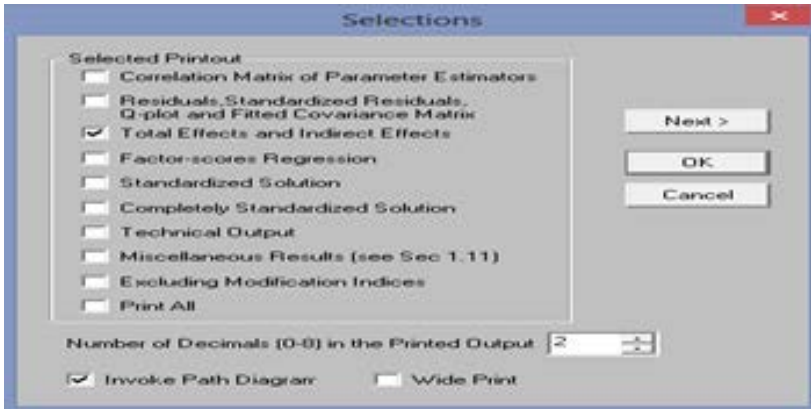 Selections
Selected Printout
Correlation Matrix of Parameter Estimators
Residuals,Standardized Residuals,
Q-plot and Fitted Covariance Matrix
Total Effects and Indirect Effects
Next >
Factor-scores Regression
OK
Standardized Solution
Cancel
Completely Standardized Solution
Technical Output
Miscellaneous Results (see Sec 1.11)
Excluding Modification Indices
Print All
Number of Decimals (0-8) in the Printed Output 2
Invoke Path Diagrarr Wide Print